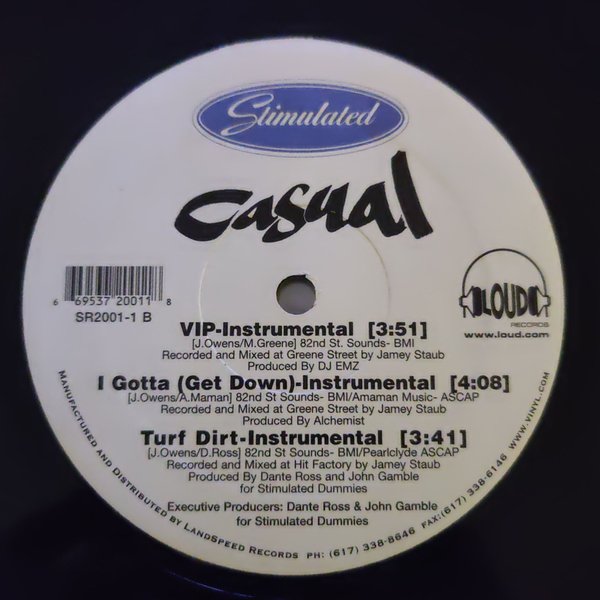 Stimulated
Casual
6 69537 20011 8
SR2001-1 B
LOUD
RECORDS
www.loud.com
VIP-Instrumental [3:51]
[J.Owens/M.Greene] 82nd St. Sounds- BMI
Recorded and Mixed at Greene Street by Jamey Staub
Produced By DJ EMZ
I Gotta (Get Down)-Instrumental [4:08]
[J.Owens/A.Maman] 82nd St Sounds- BMI/Amaman Music- ASCAP
Recorded and Mixed at Greene Street by Jamey Staub
Produced By Alchemist
Turf Dirt-Instrumental [3:41]
[J.Owens/D.Ross] 82nd St Sounds- BMI/Pearlclyde ASCAP
Recorded and Mixed at Hit Factory by Jamey Staub
Produced By Dante Ross and John Gamble
for Stimulated Dummies
Executive Producers: Dante Ross & John Gamble
for Stimulated Dummies
Manufactured and Distributed by LandSpeed Records ph: (617) 338-8646 fax:(617) 338-6146 www.vinyl.com